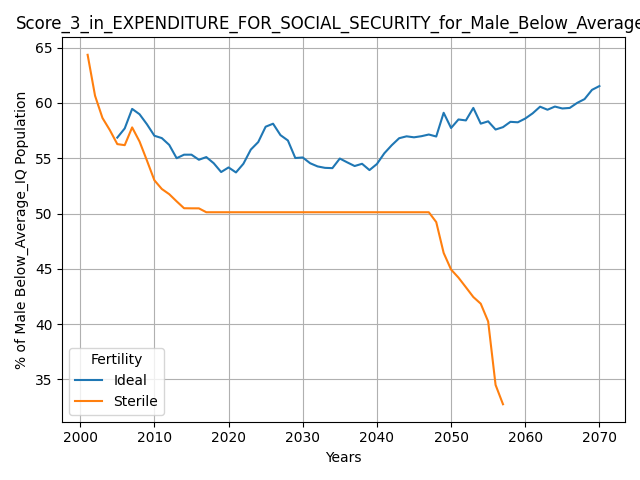 Score_3_in_EXPENDITURE_FOR_SOCIAL_SECURITY_for_Male_Below_Average
65
60
55
50
45
40
35
% of Male Below_Average_IQ Population
Fertility
Ideal
Sterile
2000 2010 2020 2030 2040 2050 2060 2070
Years